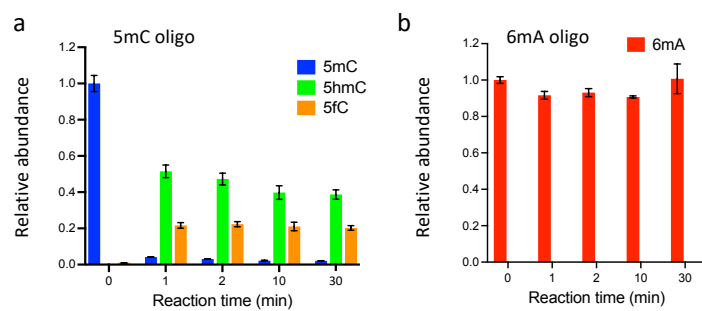 a
5mC oligo
Relative abundance
1.2
1.0
0.8
0.6
0.4
0.2
0.0
5mC
5hmC
5fC
0
1
2
10
30
Reaction time (min)
b
6mA oligo
Relative abundance
1.2
1.0
0.8
0.6
0.4
0.2
0.0
6mA
0
1
2
10
30
Reaction time (min)